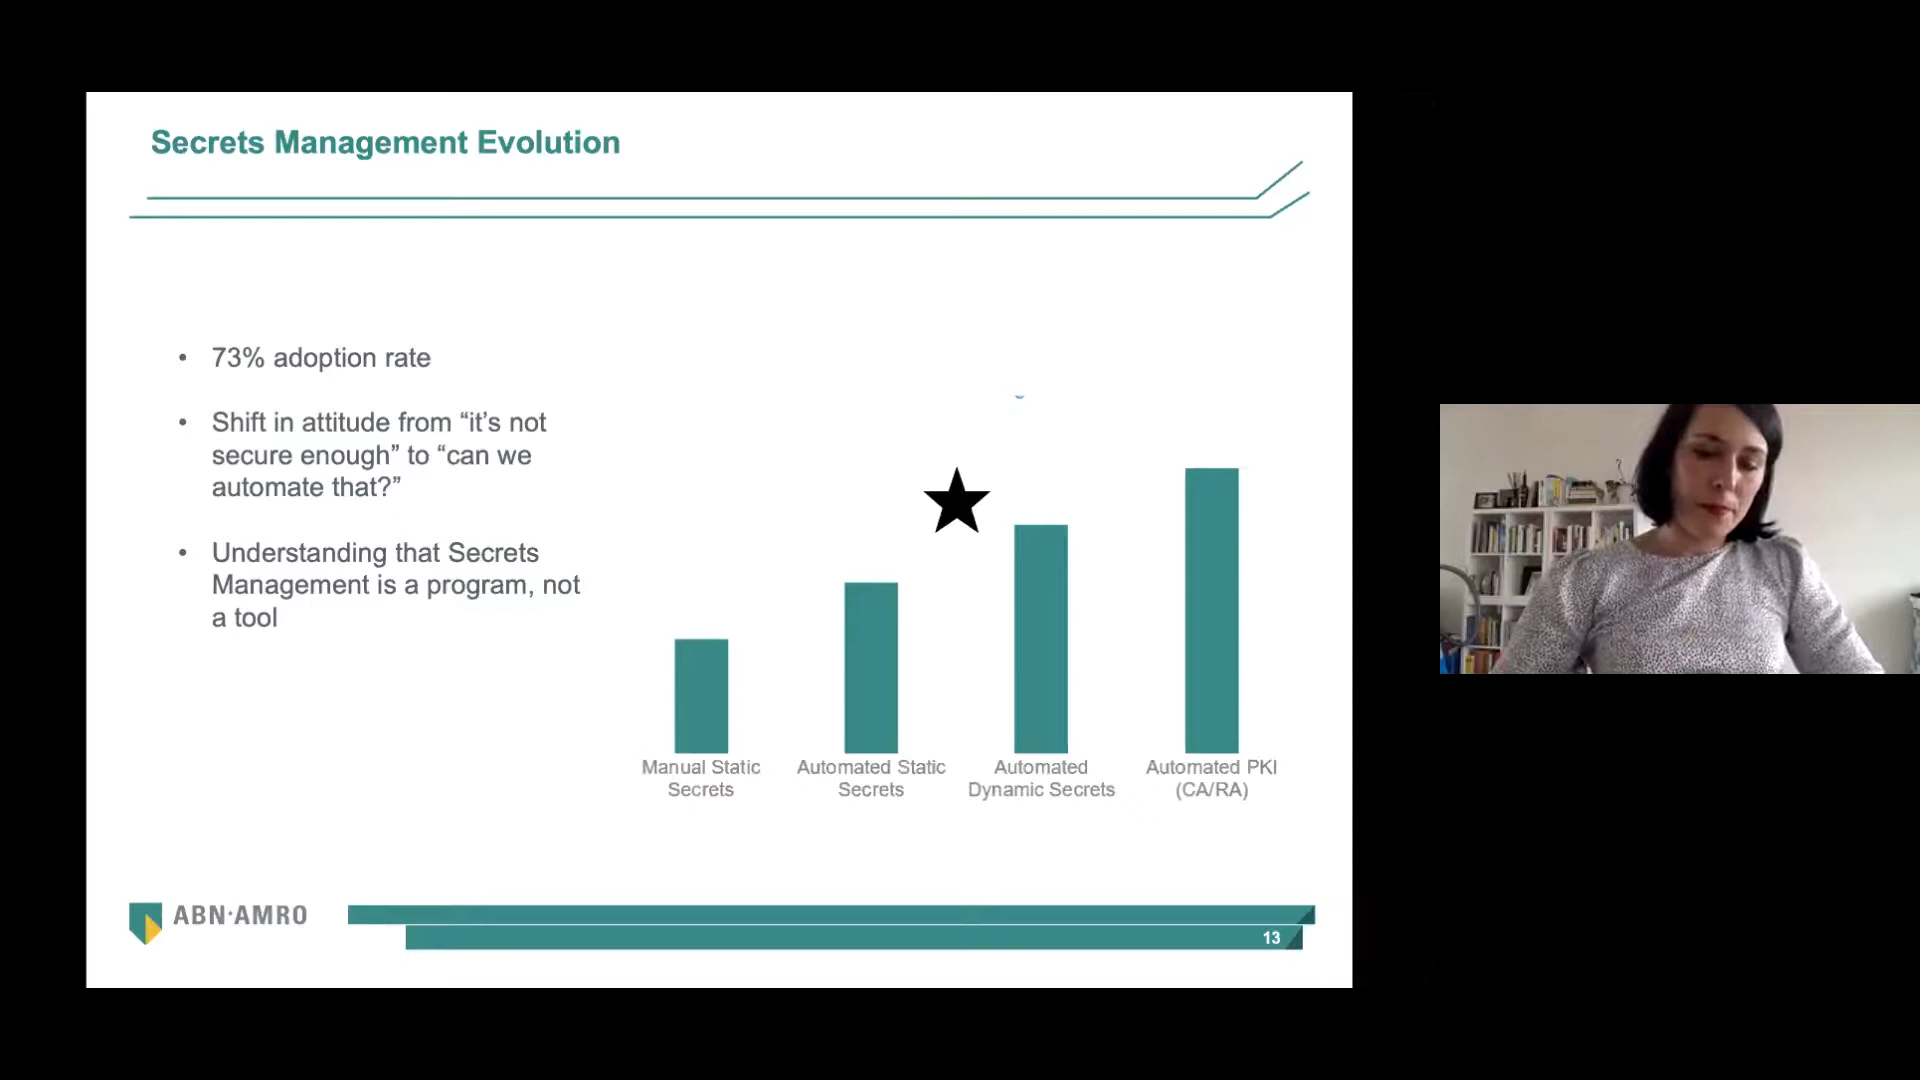 Secrets Management Evolution
• 73% adoption rate
• Shift in attitude from “it’s not
secure enough” to “can we
automate that?”
• Understanding that Secrets
Management is a program, not
a tool
Manual Static
Secrets
Automated Static
Secrets
Automated
Dynamic Secrets
Automated PKI
(CA/RA)
ABN·AMRO
13